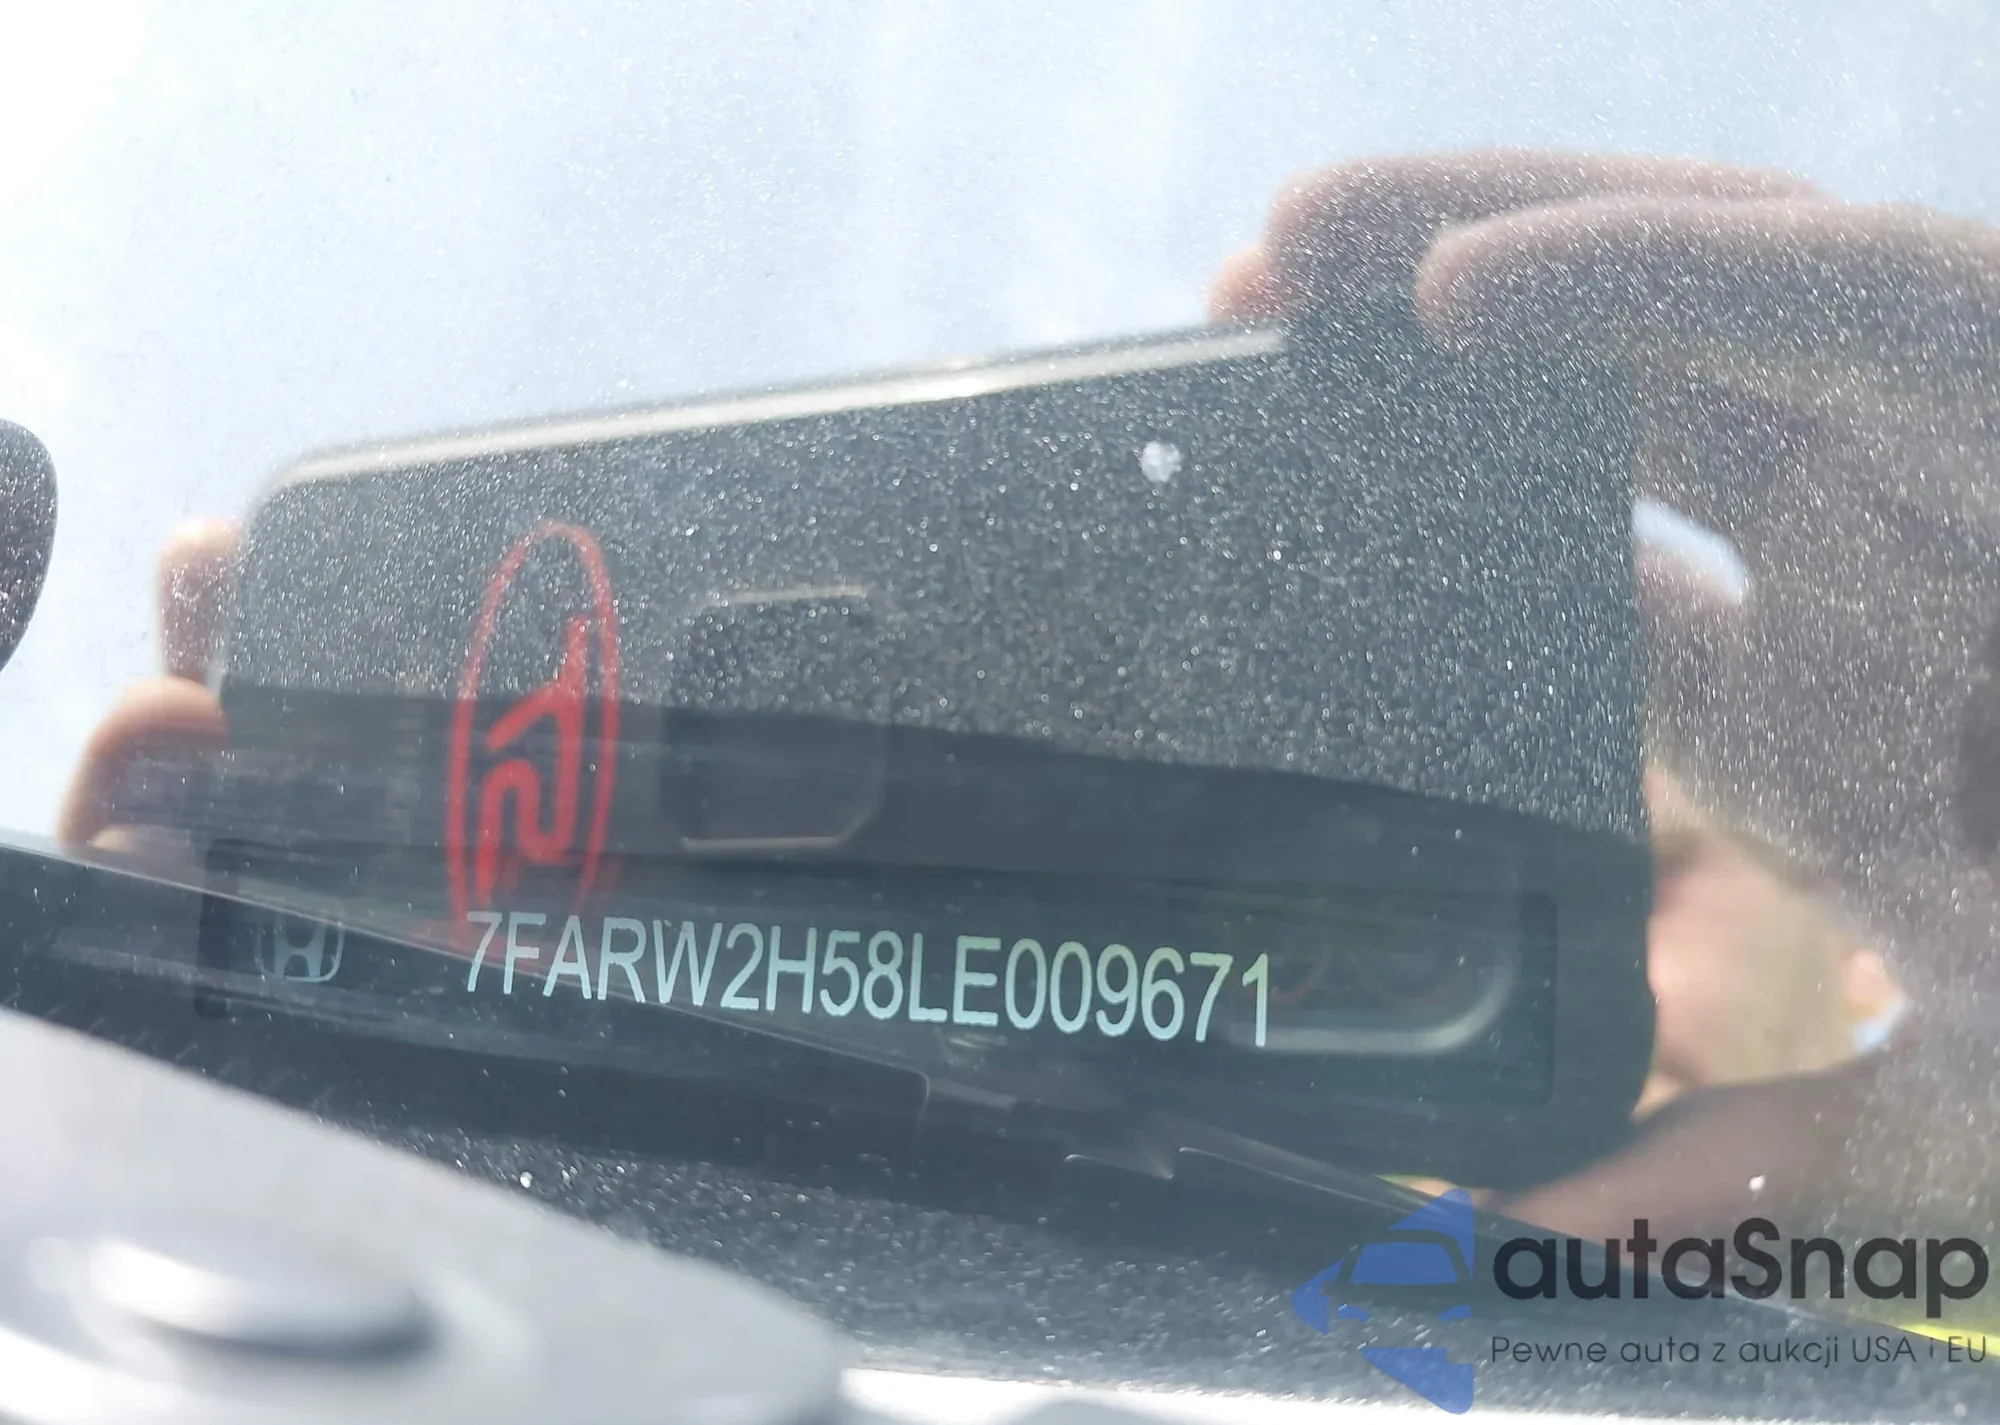 7FARW2H58LE009671
autaSnap
Pewne auta z aukcji USA i EU